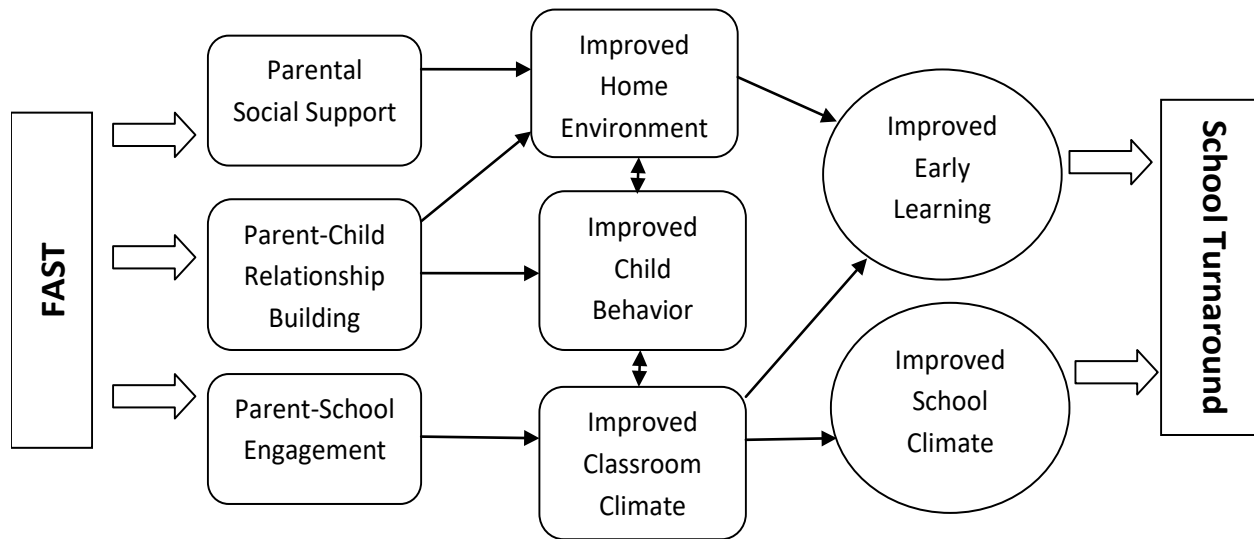 FAST
Parental
Social Support
Parent-Child
Relationship
Building
Parent-School
Engagement
Improved
Home
Environment
Improved
Child
Behavior
Improved
Classroom
Climate
Improved
Early
Learning
Improved
School
Climate
School Turnaround